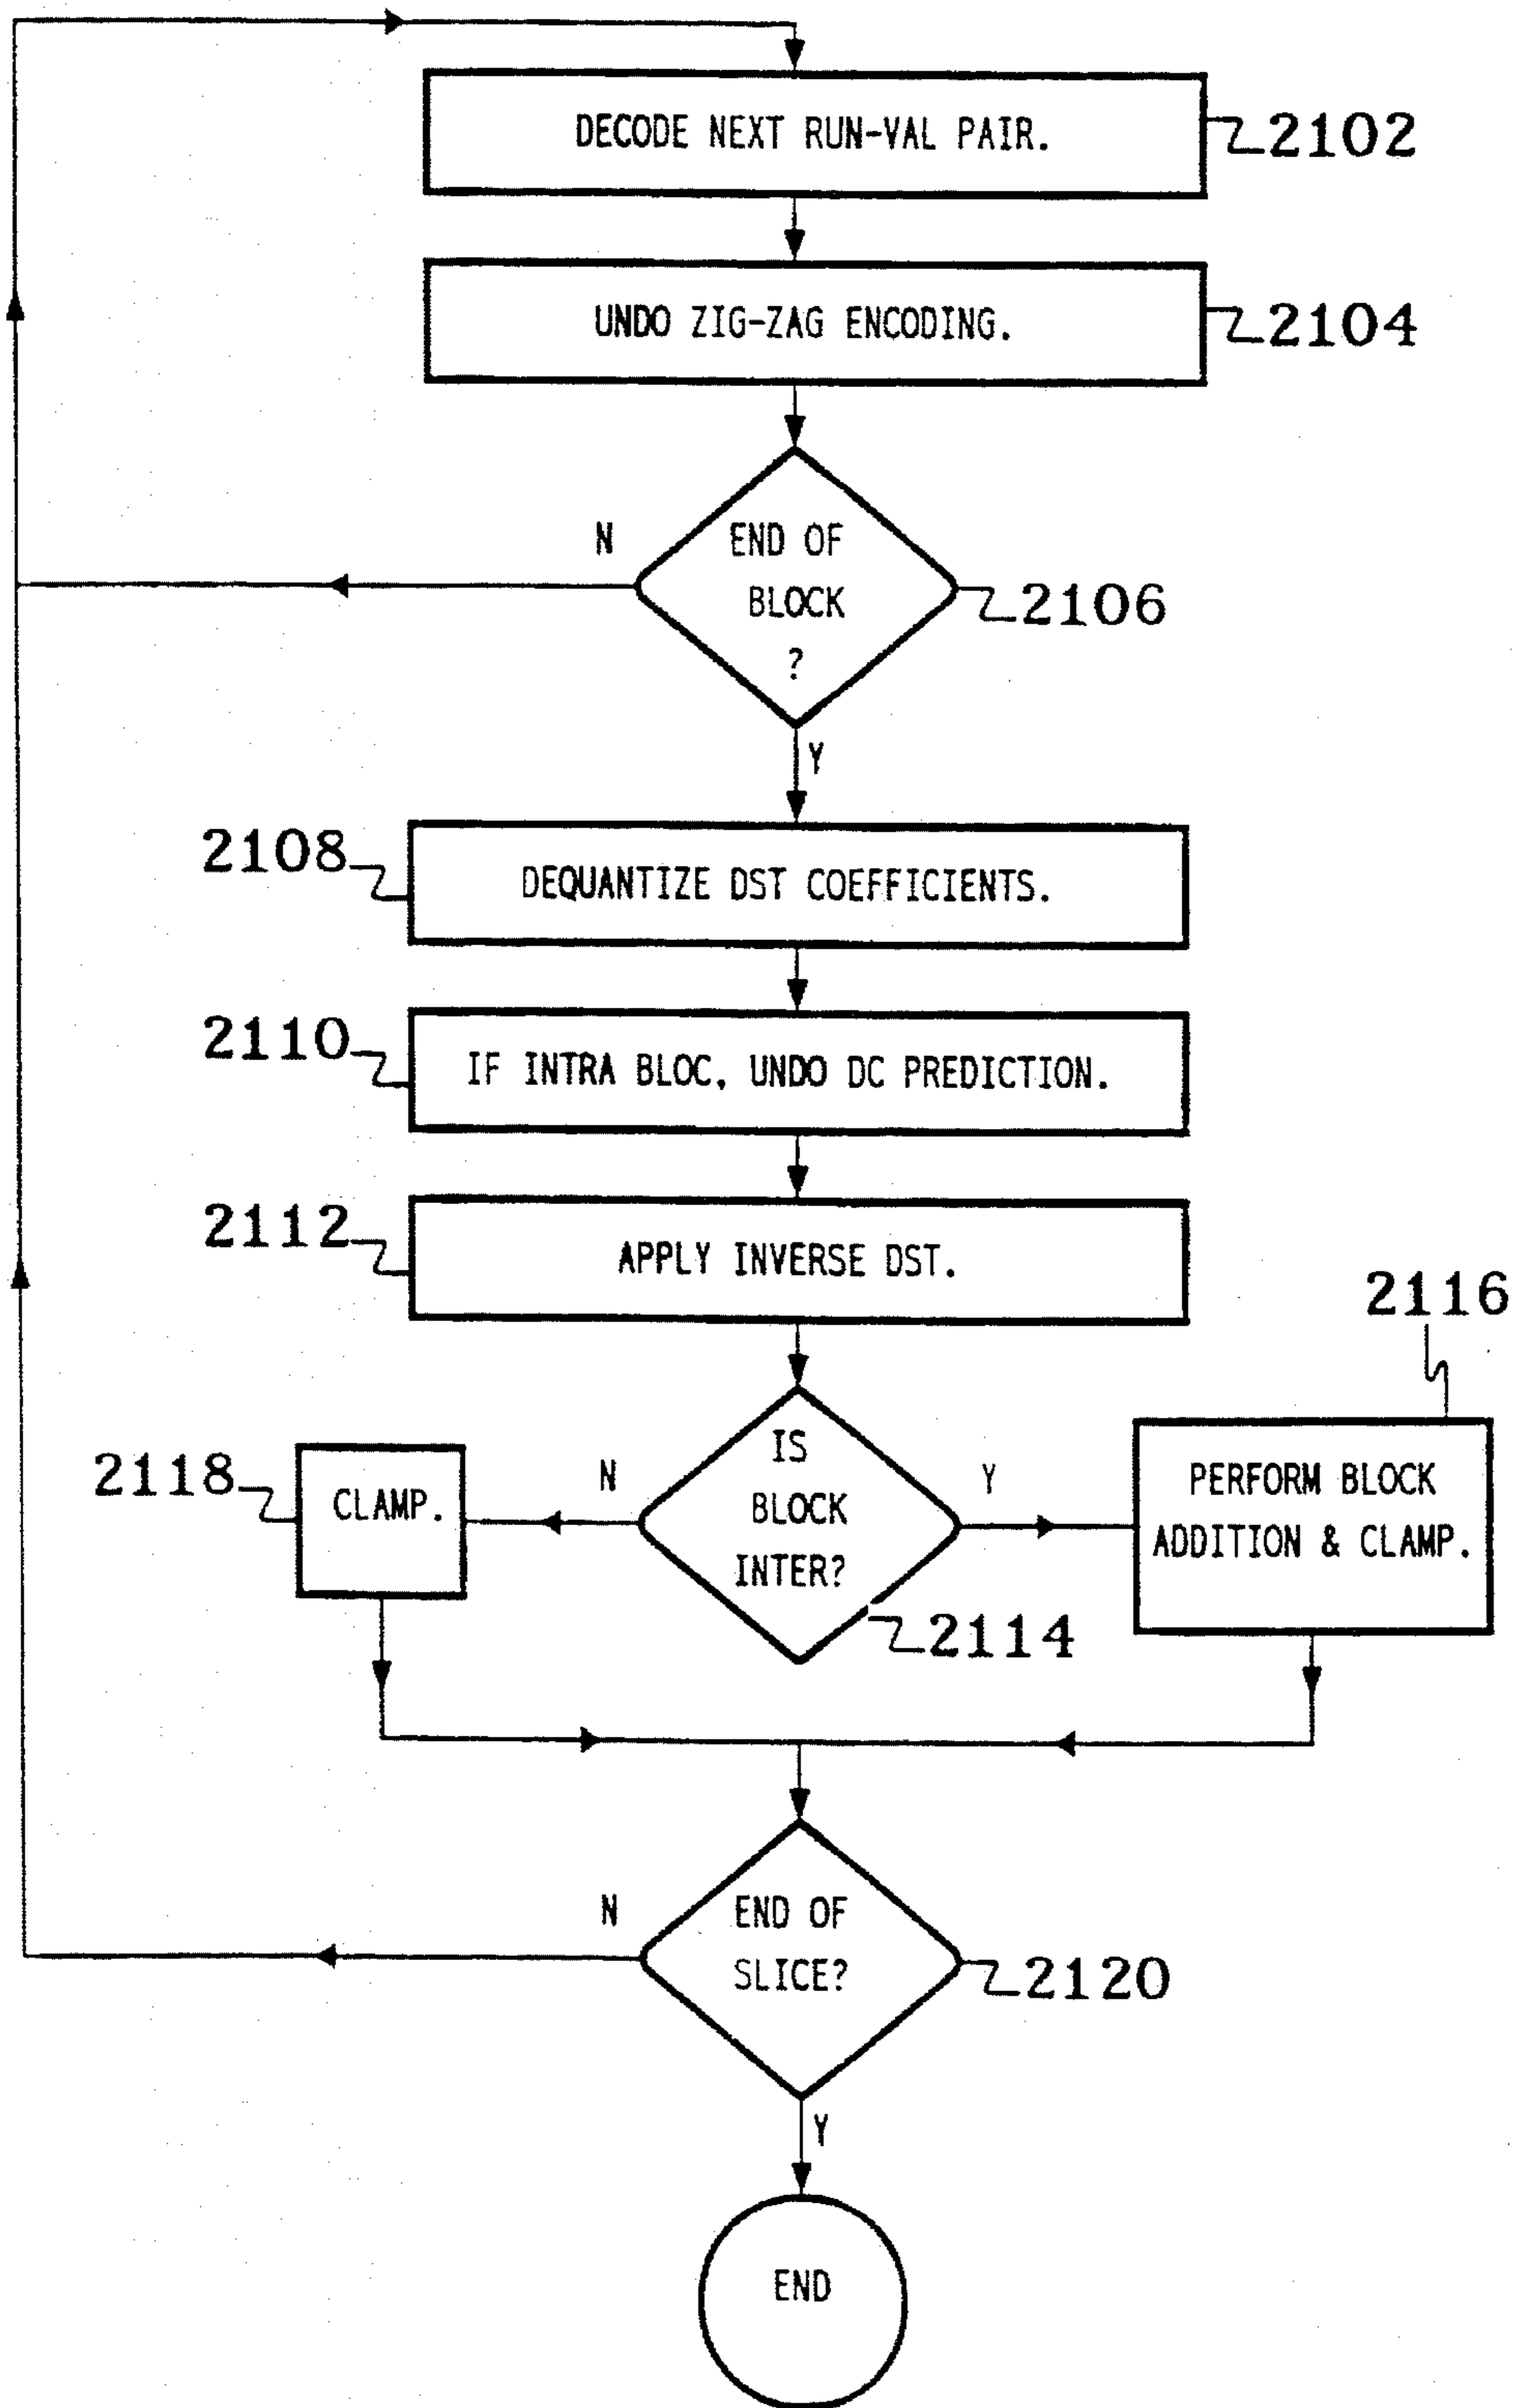 DECODE NEXT RUN-VAL PAIR.
2102
UNDO ZIG-ZAG ENCODING.
2104
N
END OF
BLOCK
?
2106
Y
2108
DEQUANTIZE DST COEFFICIENTS.
2110
IF INTRA BLOC, UNDO DC PREDICTION.
2112
APPLY INVERSE DST.
2116
2118
CLAMP.
N
IS
BLOCK
INTER?
Y
PERFORM BLOCK
ADDITION & CLAMP.
2114
N
END OF
SLICE?
2120
Y
END